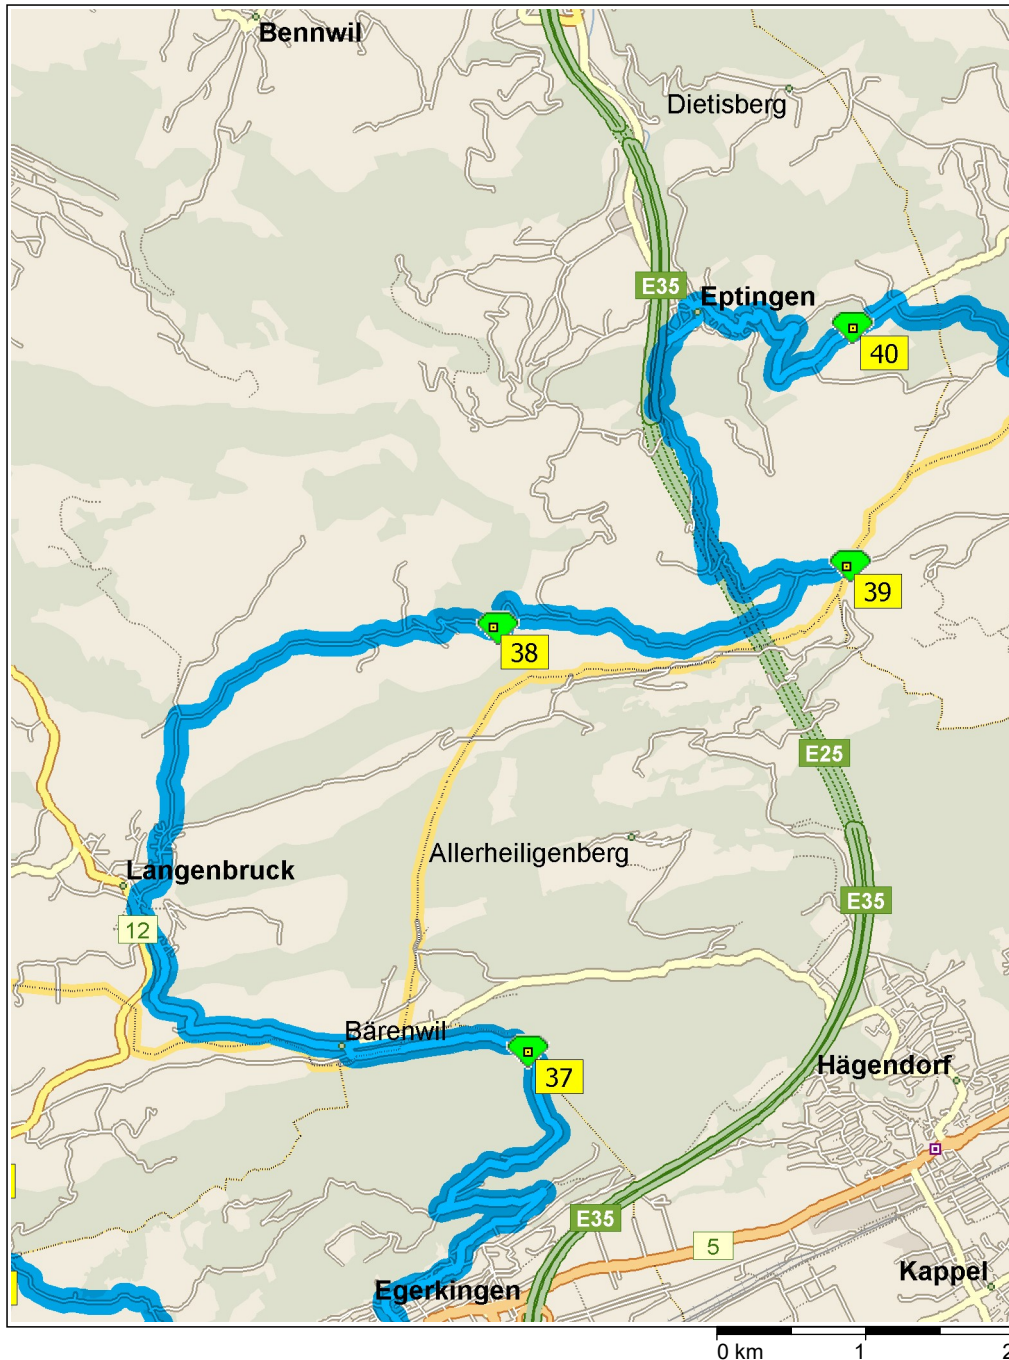 Bennwil
Dietisberg
E35
Eptingen
40
39
38
E25
Allerheiligenberg
Langenbruck
E35
12
Bärenwil
37
Hägendorf
E35
5
Kappel
Egerkingen
0 km 1 2